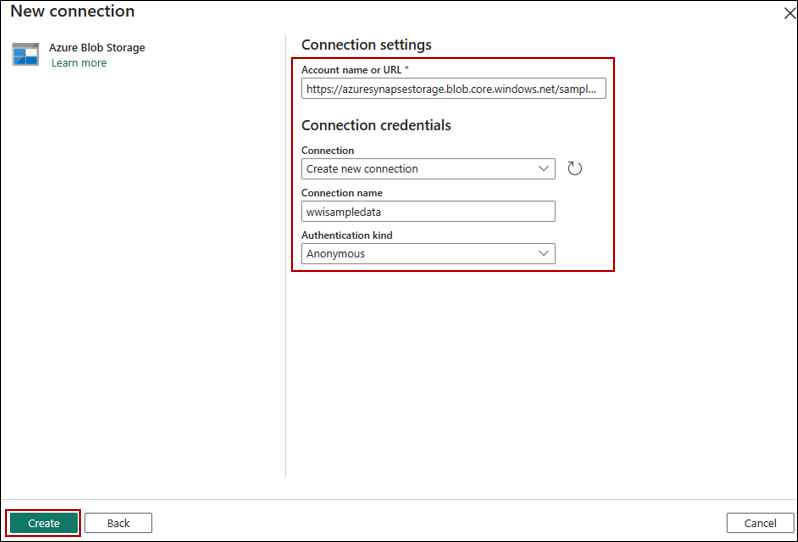 New connection
Azure Blob Storage
Learn more
Connection settings
Account name or URL *
https://azuresynapsestorage.blob.core.windows.net/sampl...
Connection credentials
Connection
Create new connection
Connection name
wwisampledata
Authentication kind
Anonymous
Create
Back
Cancel